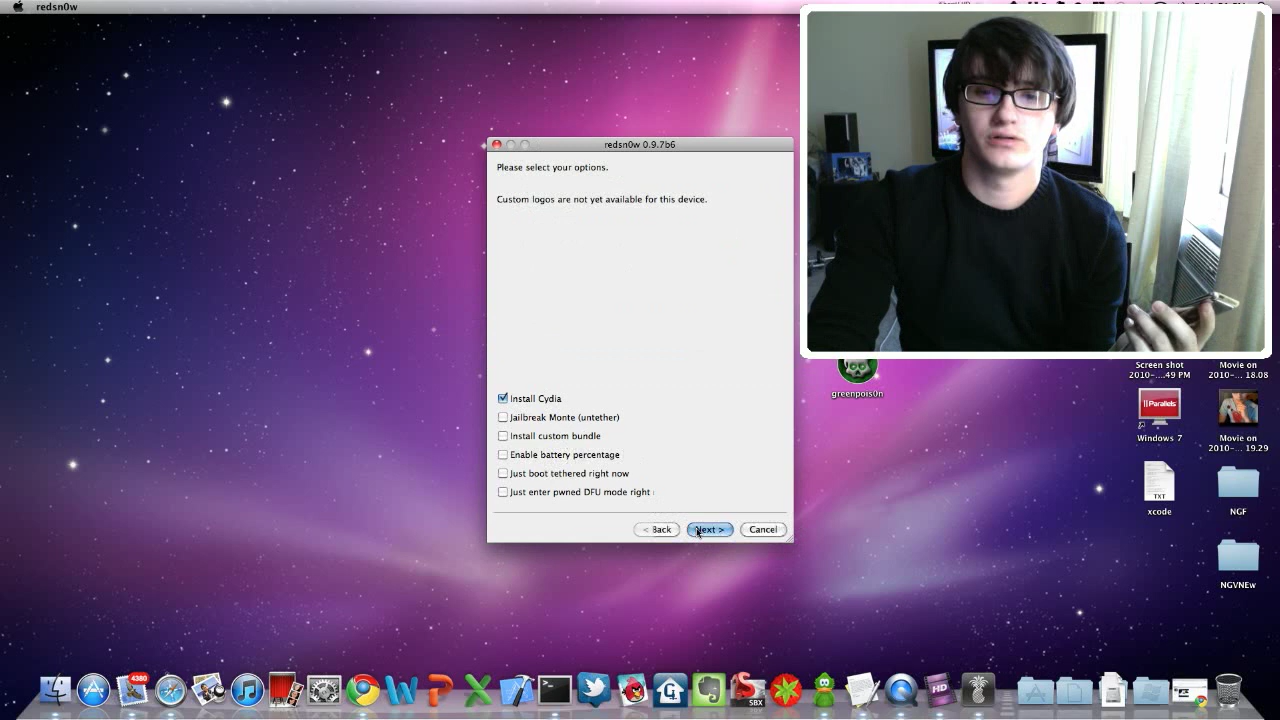 redsn0w
redsn0w 0.9.7b6
Please select your options.
Custom logos are not yet available for this device.
Install Cydia
Jailbreak Monte (untether)
Install custom bundle
Enable battery percentage
Just boot tethered right now
Just enter pwned DFU mode right
< Back
Next >
Cancel
greenpois0n
Screen shot
2010-....49 PM
Movie on
2010-... 18.08
Parallels
Windows 7
Movie on
2010-... 19.29
TXT
xcode
NGF
NGVNEw
4380
SBX
HD